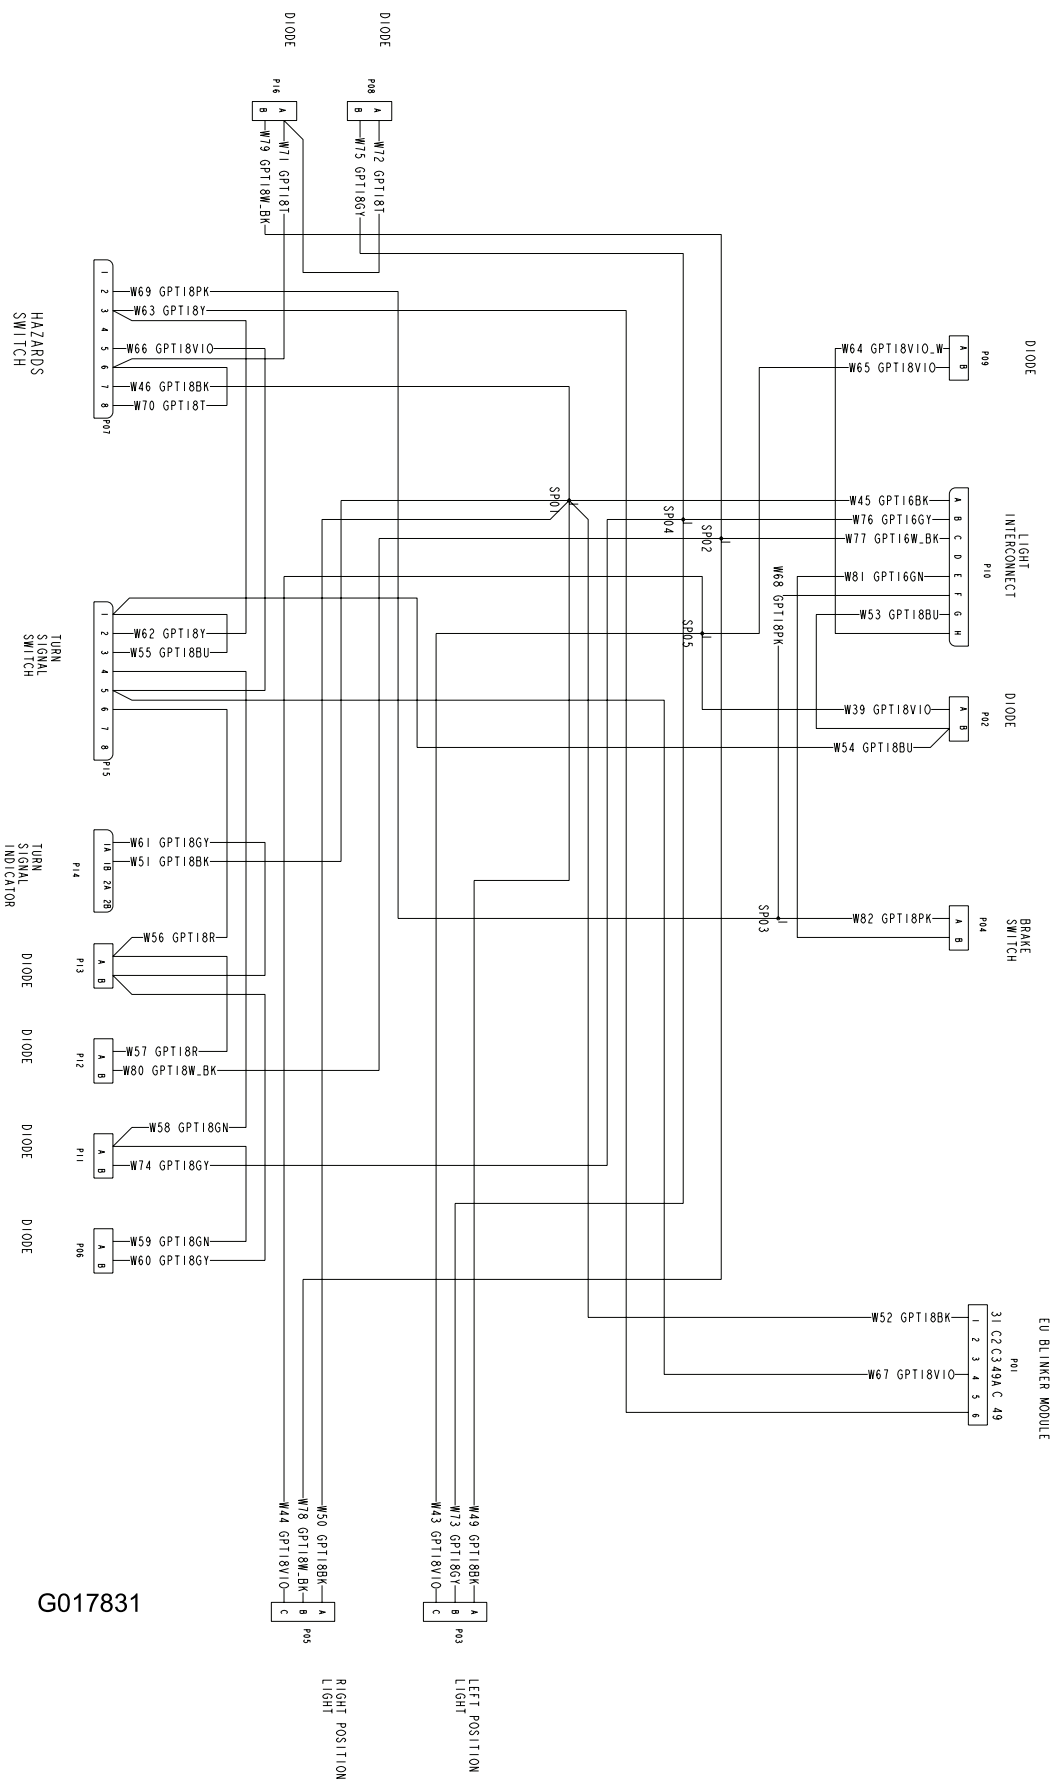 DIODE
DIODE
P16
A
B
P08
A
B
W79 GPT18W_BK
W71 GPT18T
W75 GPT18GY
W72 GPT18T
HAZARDS
SWITCH
1
2
3
4
5
6
7
8
P07
W69 GPT18PK
W63 GPT18Y
W66 GPT18VIO
W46 GPT18BK
W70 GPT18T
DIODE
P09
A
B
W64 GPT18VIO_W
W65 GPT18VIO
LIGHT
INTERCONNECT
P10
A
B
C
D
E
F
G
H
W45 GPT16BK
W76 GPT16GY
W77 GPT16W_BK
W81 GPT16GN
W68 GPT18PK
W53 GPT18BU
SP01
SP04
SP02
SP05
TURN
SIGNAL
SWITCH
1
2
3
4
5
6
7
8
P15
W62 GPT18Y
W55 GPT18BU
DIODE
P02
A
B
W39 GPT18VIO
W54 GPT18BU
TURN
SIGNAL
INDICATOR
P14
1A
1B
2A
2B
W61 GPT18GY
W51 GPT18BK
BRAKE
SWITCH
P04
A
B
W82 GPT18PK
SP03
DIODE
P13
A
B
W56 GPT18R
DIODE
P12
A
B
W57 GPT18R
W80 GPT18W_BK
DIODE
P11
A
B
W58 GPT18GN
W74 GPT18GY
DIODE
P06
A
B
W59 GPT18GN
W60 GPT18GY
EU BLINKER MODULE
P01
31 C2 C3 49A C 49
1
2
3
4
5
6
W52 GPT18BK
W67 GPT18VIO
W44 GPT18VIO
W78 GPT18W_BK
W50 GPT18BK
W43 GPT18VIO
W73 GPT18GY
W49 GPT18BK
C
B
A
P05
C
B
A
P03
RIGHT POSITION
LIGHT
LEFT POSITION
LIGHT
G017831